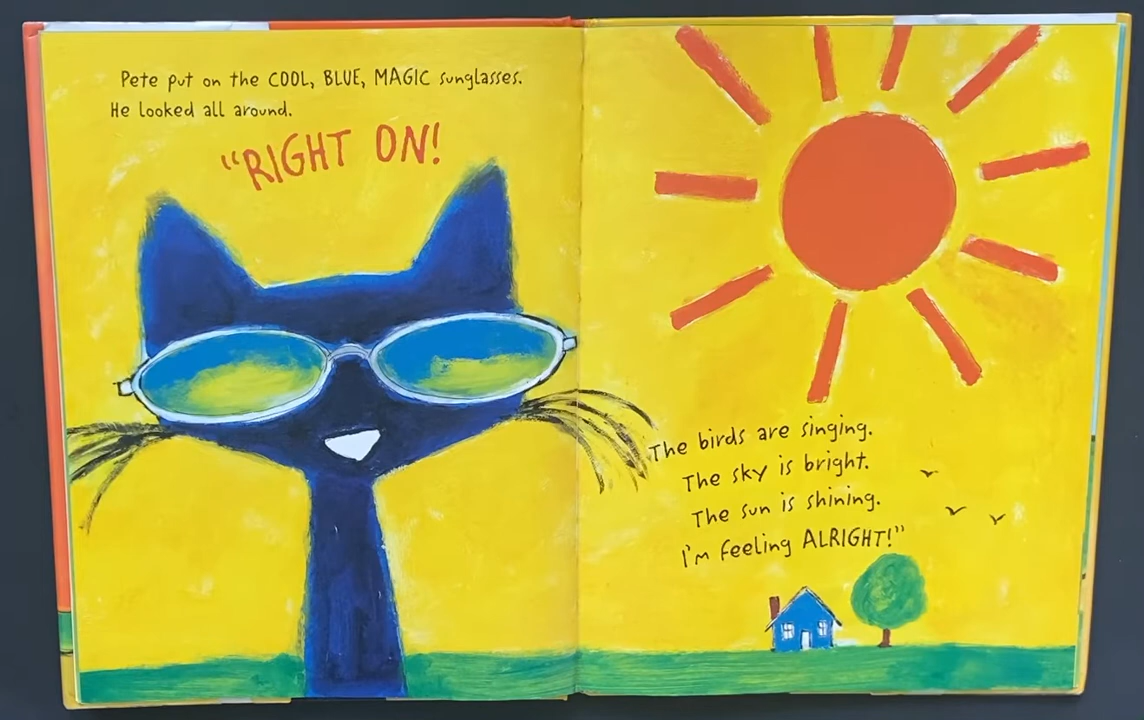 Pete put on the COOL, BLUE, MAGIC sunglasses.
He looked all around.
"RIGHT ON!
The birds are singing.
The sky is bright.
The sun is shining.
I'm feeling ALRIGHT!"